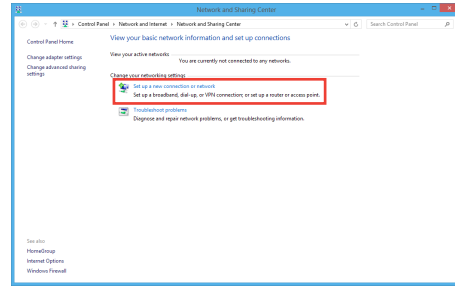 Network and Sharing Center
Control Panel › Network and Internet › Network and Sharing Center
Search Control Panel
Control Panel Home
Change adapter settings
Change advanced sharing
settings
View your basic network information and set up connections
View your active networks
You are currently not connected to any networks.
Change your networking settings
Set up a new connection or network
Set up a broadband, dial-up, or VPN connection; or set up a router or access point.
Troubleshoot problems
Diagnose and repair network problems, or get troubleshooting information.
See also
HomeGroup
Internet Options
Windows Firewall